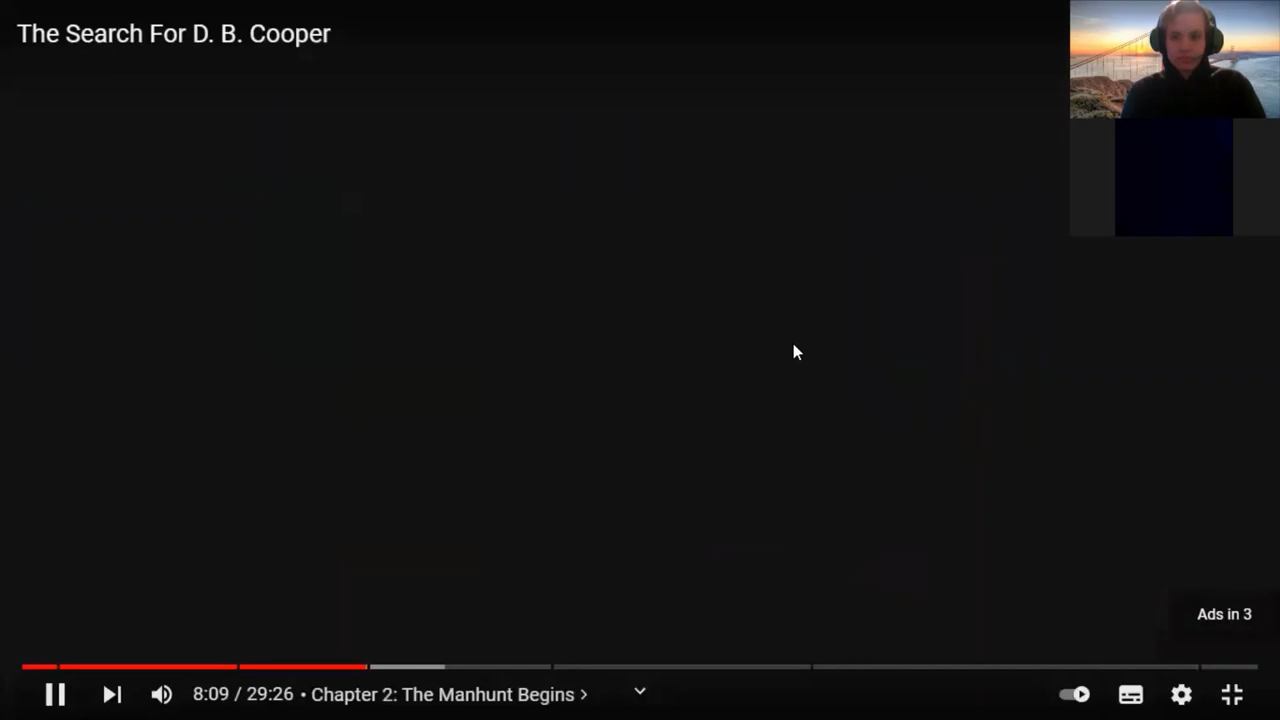 The Search For D. B. Cooper
Ads in 3
8:09 / 29:26 • Chapter 2: The Manhunt Begins >